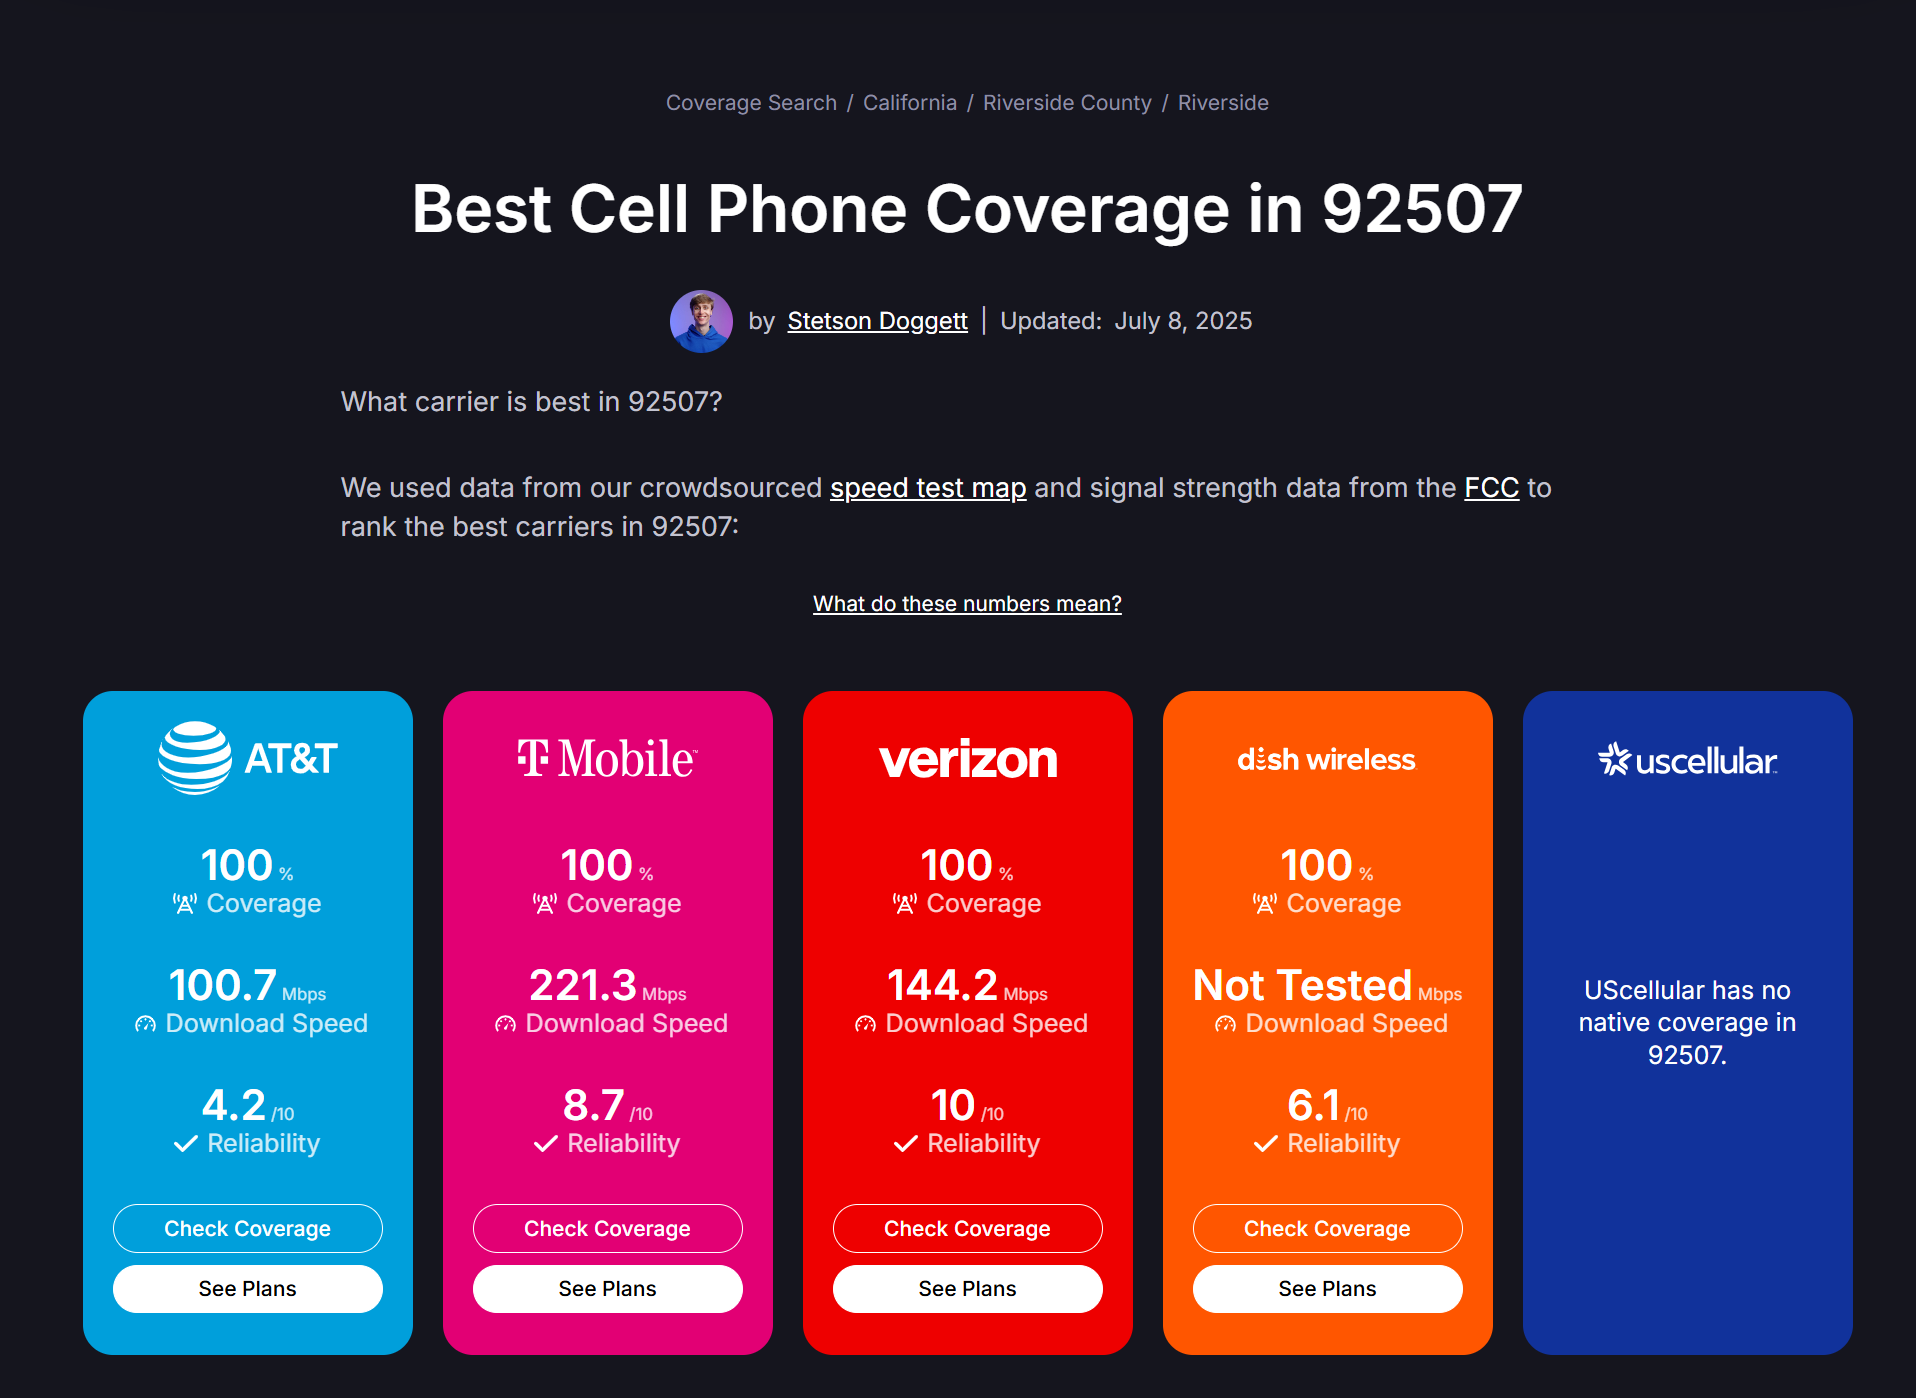 Coverage Search / California / Riverside County / Riverside
Best Cell Phone Coverage in 92507
by Stetson Doggett | Updated: July 8, 2025
What carrier is best in 92507?
We used data from our crowdsourced speed test map and signal strength data from the FCC to
rank the best carriers in 92507:
What do these numbers mean?
AT&T
100 %
Coverage
100.7 Mbps
Download Speed
4.2 /10
Reliability
Check Coverage
See Plans
T Mobile™
100 %
Coverage
221.3 Mbps
Download Speed
8.7 /10
Reliability
Check Coverage
See Plans
verizon
100 %
Coverage
144.2 Mbps
Download Speed
10 /10
Reliability
Check Coverage
See Plans
dish wireless
100 %
Coverage
Not Tested Mbps
Download Speed
6.1 /10
Reliability
Check Coverage
See Plans
uscellular™
UScellular has no
native coverage in
92507.